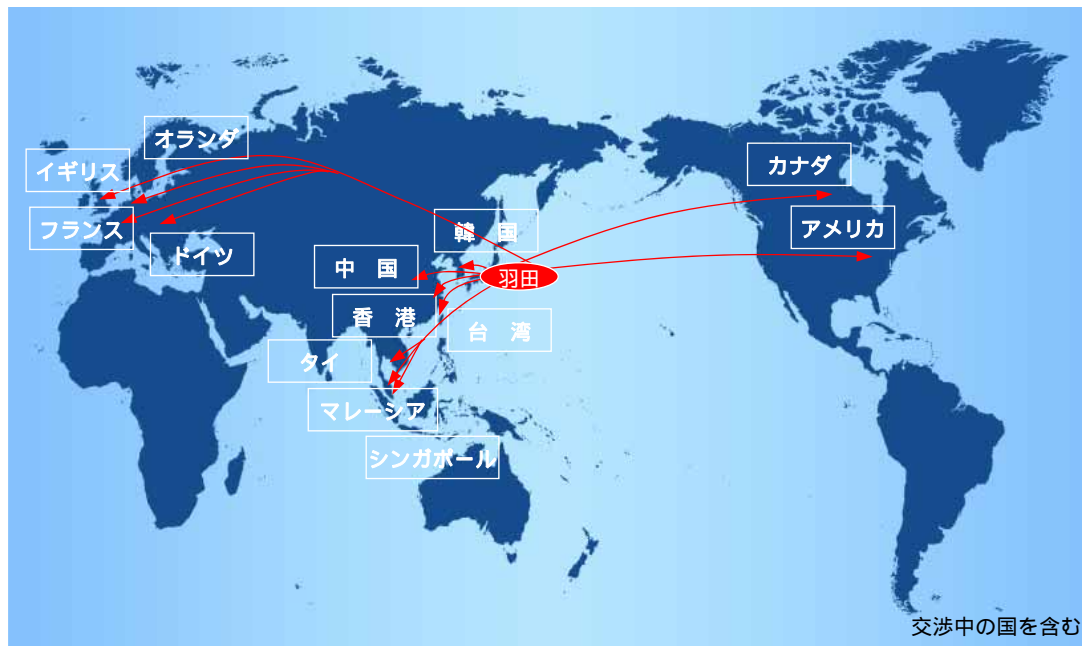 オランダ
イギリス
カナダ
フランス
韓　国
アメリカ
ドイツ
中　国
羽田
香　港
台　湾
タイ
マレーシア
シンガポール
交渉中の国を含む